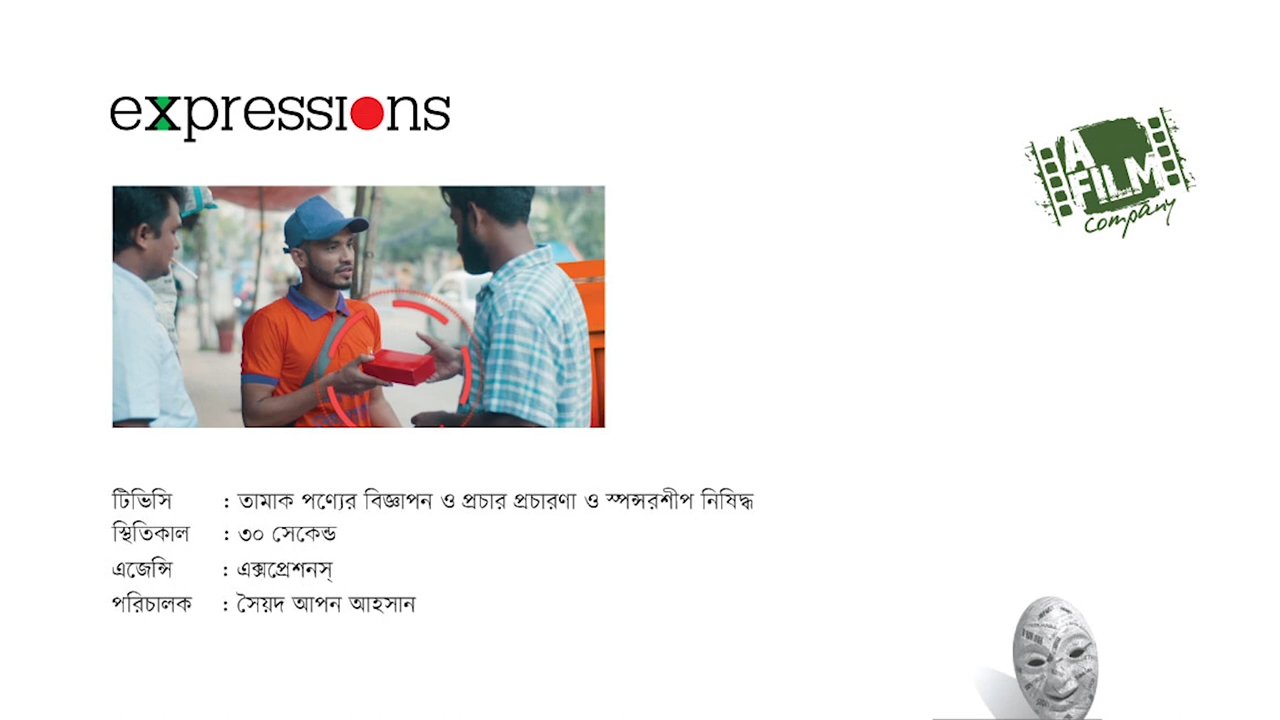 expressions
A
FILM
company
টিভিসি : তামাক পণ্যের বিজ্ঞাপন ও প্রচার প্রচারণা ও স্পন্সরশীপ নিষিদ্ধ
স্থিতিকাল : ৩০ সেকেন্ড
এজেন্সি : এক্সপ্রেশনস্
পরিচালক : সৈয়দ আপন আহসান